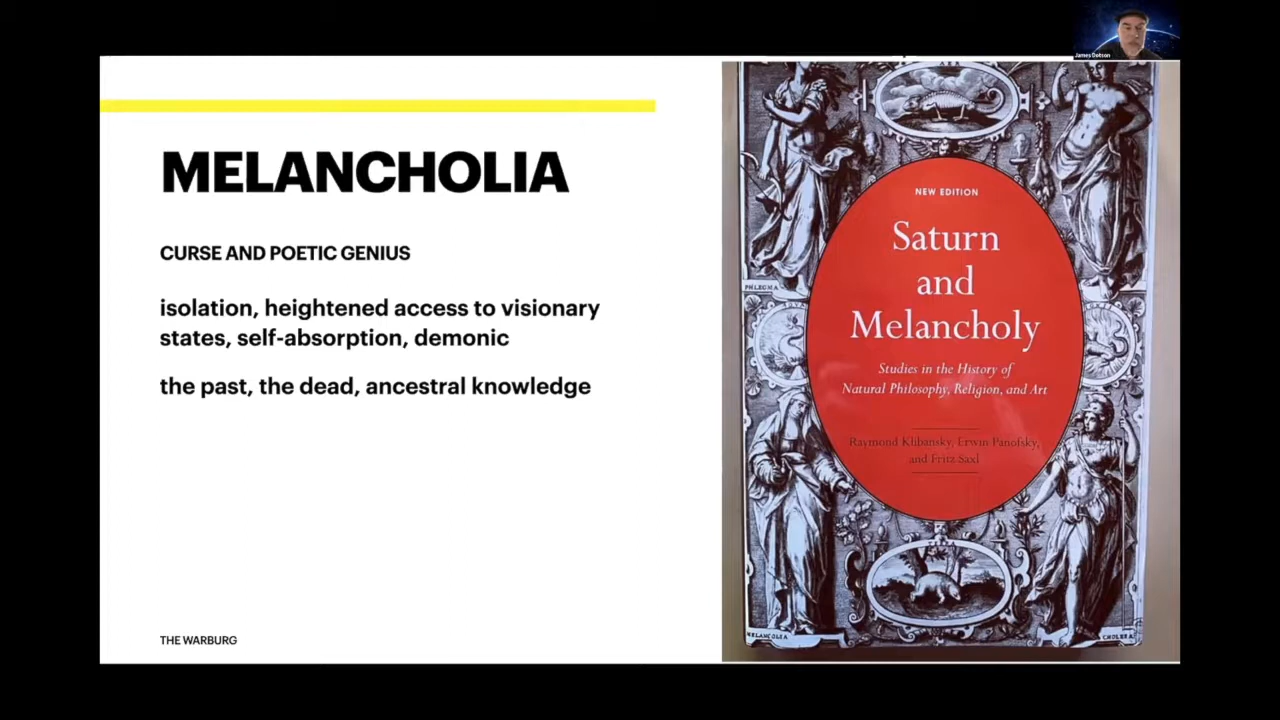 James Dotson
MELANCHOLIA
CURSE AND POETIC GENIUS
isolation, heightened access to visionary
states, self-absorption, demonic
the past, the dead, ancestral knowledge
THE WARBURG
NEW EDITION
Saturn
and
Melancholy
Studies in the History of
Natural Philosophy, Religion, and Art
Raymond Klibansky, Erwin Panofsky,
and Fritz Saxl
PHLEGMA
MELANCOLIA
CHOLERA